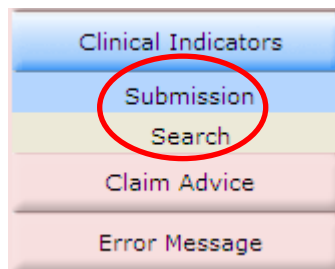 Clinical Indicators
Submission
Search
Claim Advice
Error Message